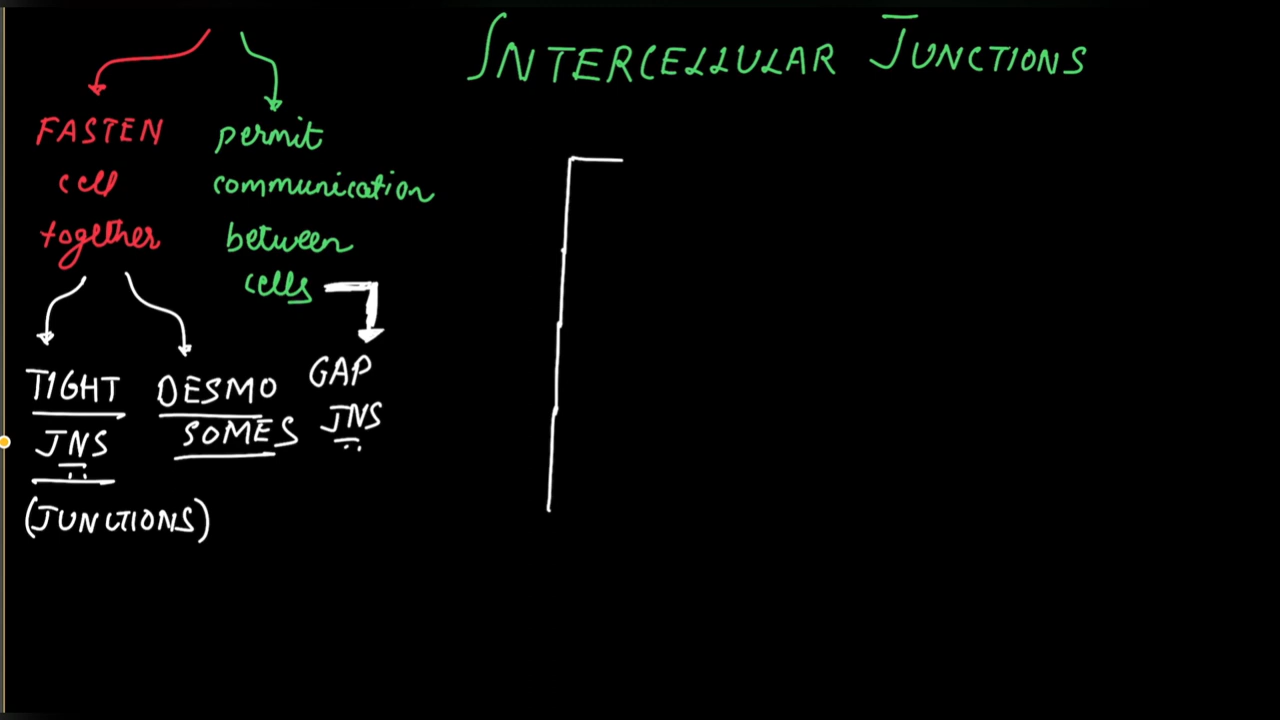 INTERCELLULAR JUNCTIONS
FASTEN
cell
together
permit
communication
between
cells
TIGHT
JNS
(JUNCTIONS)
DESMO
SOMES
GAP
JNS